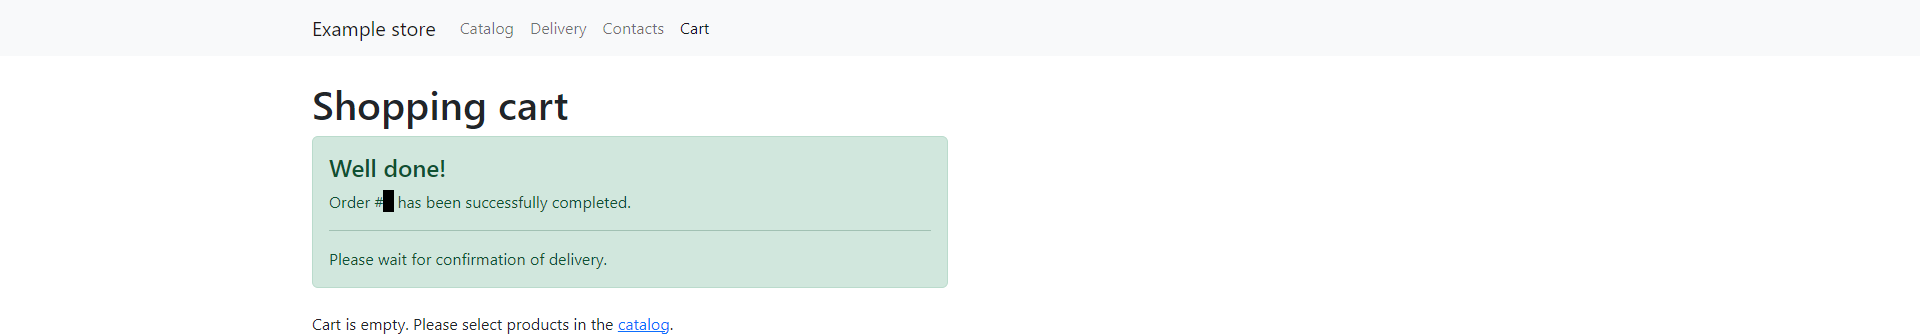 Example store Catalog Delivery Contacts Cart
Shopping cart
Well done!
Order # has been successfully completed.
Please wait for confirmation of delivery.
Cart is empty. Please select products in the catalog.